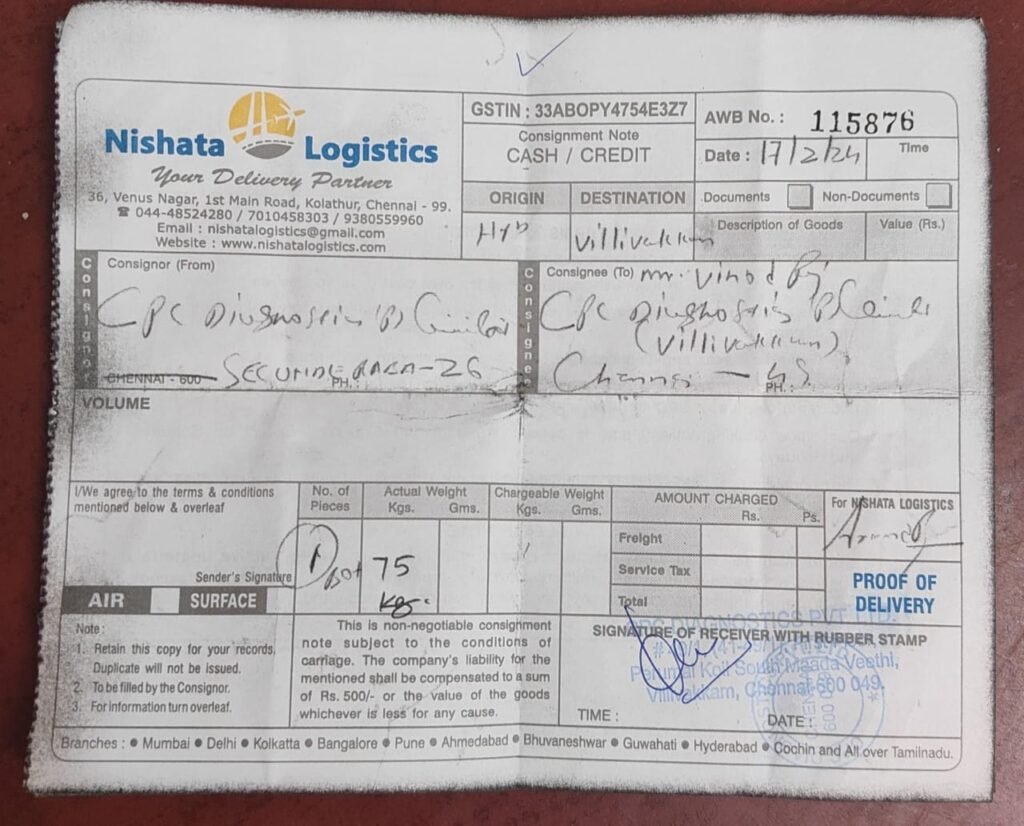 Nishata Logistics
Your Delivery Partner
36, Venus Nagar, 1st Main Road, Kolathur, Chennai - 99.
☎ 044-48524280 / 7010458303 / 9380559960
Email : nishatalogistics@gmail.com
Website : www.nishatalogistics.com
GSTIN : 33ABOPY4754E3Z7
Consignment Note
CASH / CREDIT
AWB No. : 115876
Date : 17/2/24
Time
ORIGIN
DESTINATION
Hyd
Villivakkam
Documents
Non-Documents
Description of Goods
Value (Rs.)
Consignor
Consignor (From)
CPC Diagnostics
CHENNAI - 600
-26
PH. :
Consignee
Consignee (To) Mr. Vinod
CPC Diagnostics
(Villivakkam)
Chennai - 49.
PH. :
VOLUME
I/We agree to the terms & conditions
mentioned below & overleaf
Sender's Signature
AIR
SURFACE
No. of
Pieces
1
Box
Actual Weight
Kgs. Gms.
75
Kg.
Chargeable Weight
Kgs. Gms.
AMOUNT CHARGED
Rs. Ps.
Freight
Service Tax
Total
For NISHATA LOGISTICS
PROOF OF
DELIVERY
Note :
1. Retain this copy for your records.
Duplicate will not be issued.
2. To be filled by the Consignor.
3. For information turn overleaf.
This is non-negotiable consignment
note subject to the conditions of
carriage. The company's liability for the
mentioned shall be compensated to a sum
of Rs. 500/- or the value of the goods
whichever is less for any cause.
SIGNATURE OF RECEIVER WITH RUBBER STAMP
CPC DIAGNOSTICS PVT. LTD.
Perumal Koil South Maada Veethi,
Villivakkam, Chennai-600 049.
TIME :
DATE :
Branches : ● Mumbai ● Delhi ● Kolkatta ● Bangalore ● Pune ● Ahmedabad ● Bhuvaneshwar ● Guwahati ● Hyderabad ● Cochin and All over Tamilnadu.